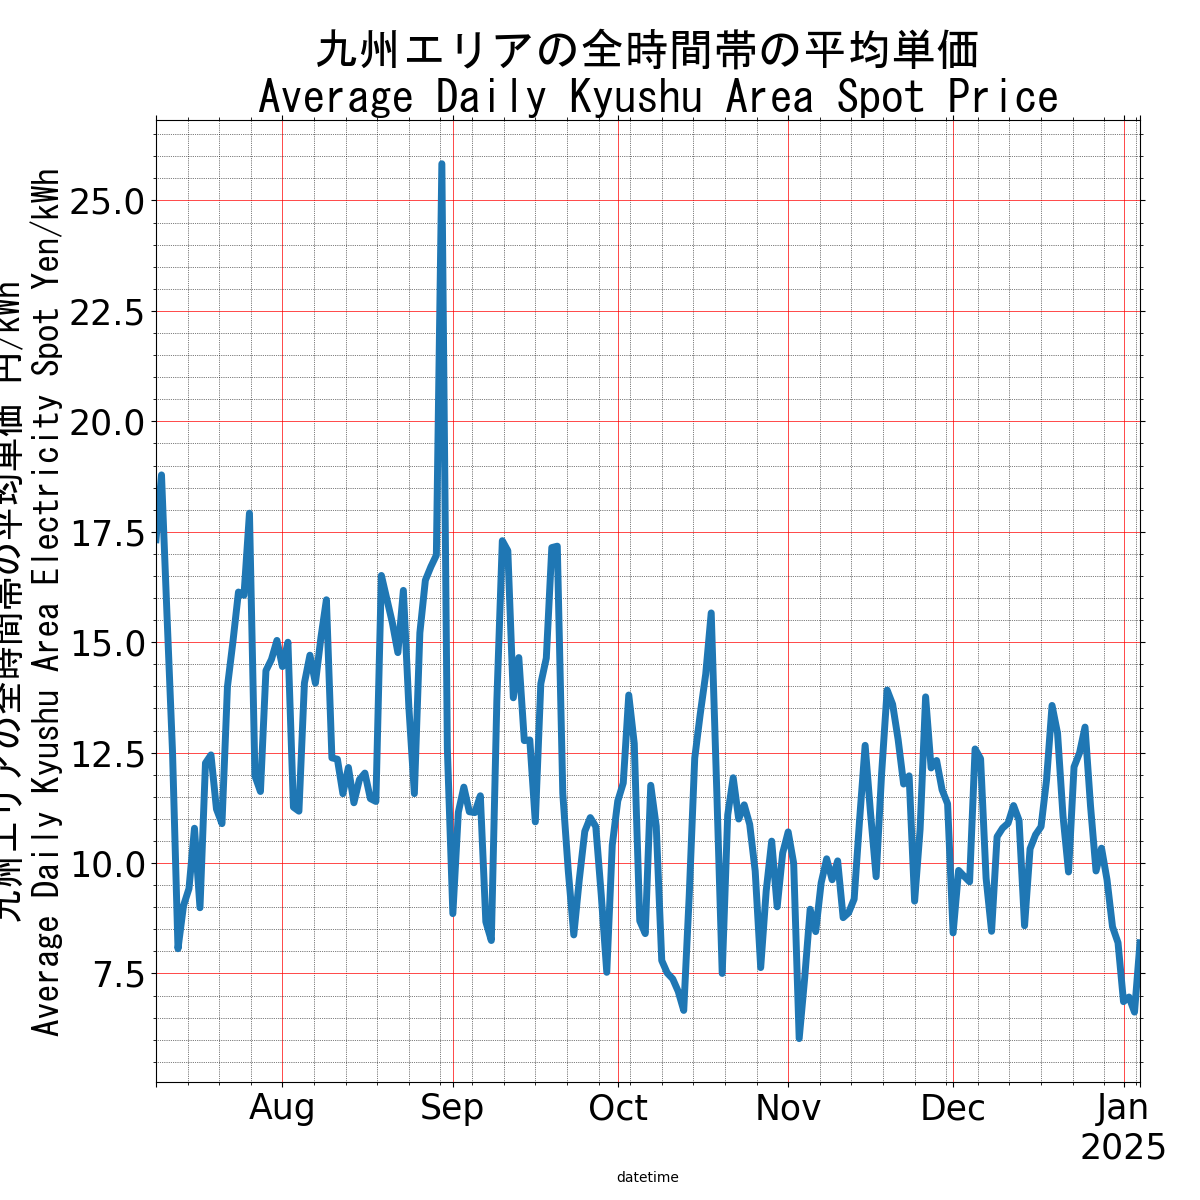 九州エリアの全時間帯の平均単価
Average Daily Kyushu Area Spot Price
九州エリアの全時間帯の平均単価 円/kWh
Average Daily Kyushu Area Electricity Spot Yen/kWh
25.0
22.5
20.0
17.5
15.0
12.5
10.0
7.5
Aug
Sep
Oct
Nov
Dec
Jan
2025
datetime